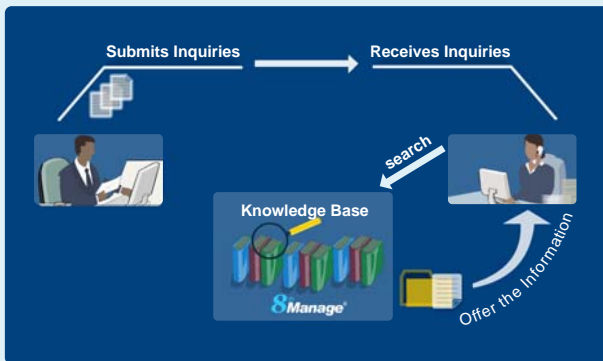 Submits Inquiries
Receives Inquiries
search
Knowledge Base
8Manage®
Offer the Information